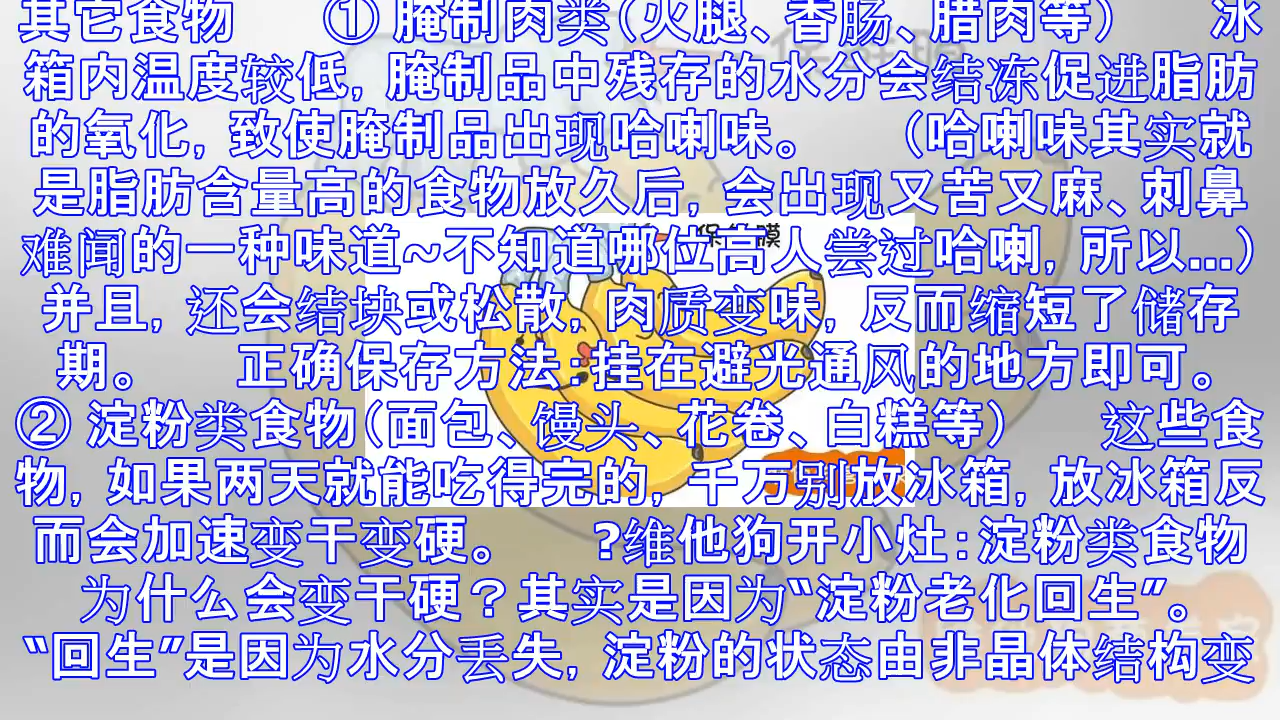 其它食物 ① 腌制肉类(火腿、香肠、腊肉等) 冰
箱内温度较低, 腌制品中残存的水分会结冻促进脂肪
的氧化, 致使腌制品出现哈喇味。 (哈喇味其实就
是脂肪含量高的食物放久后, 会出现又苦又麻、刺鼻
难闻的一种味道~不知道哪位高人尝过哈喇, 所以...)
并且, 还会结块或松散, 肉质变味, 反而缩短了储存
期。 正确保存方法: 挂在避光通风的地方即可。
② 淀粉类食物(面包、馒头、花卷、白糕等) 这些食
物, 如果两天就能吃得完的, 千万别放冰箱, 放冰箱反
而会加速变干变硬。 ?维他狗开小灶: 淀粉类食物
为什么会变干硬? 其实是因为“淀粉老化回生”。
“回生”是因为水分丢失, 淀粉的状态由非晶体结构变
保鲜膜